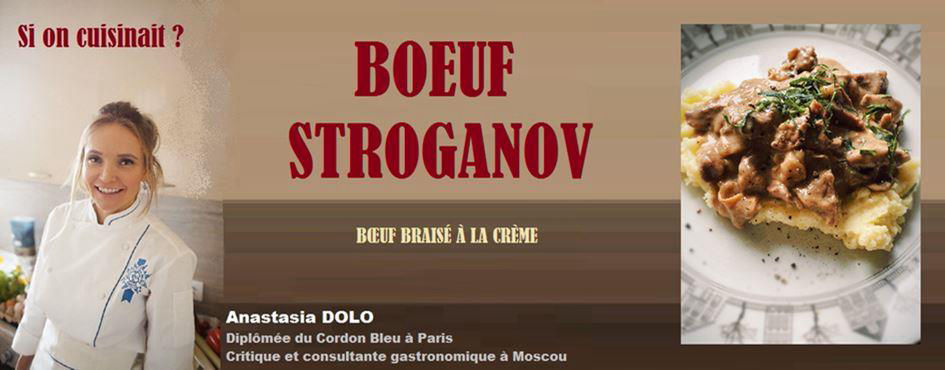 Si on cuisinait ?
BOEUF
STROGANOV
BŒUF BRAISÉ À LA CRÈME
Anastasia DOLO
Diplômée du Cordon Bleu à Paris
Critique et consultante gastronomique à Moscou